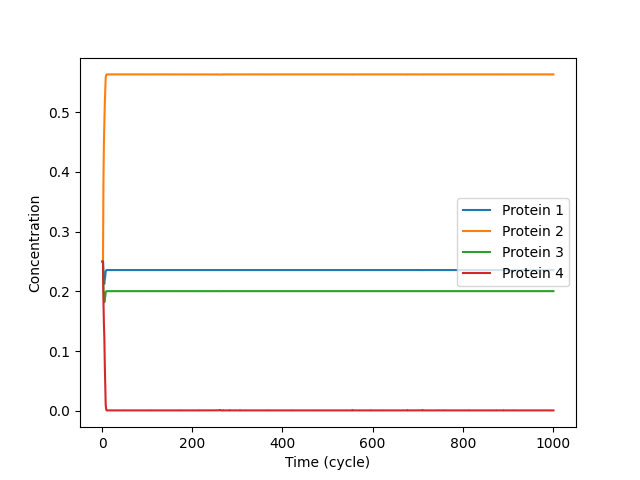 0.5
0.4
0.3
0.2
0.1
0.0
Concentration
Protein 1
Protein 2
Protein 3
Protein 4
0 200 400 600 800 1000
Time (cycle)